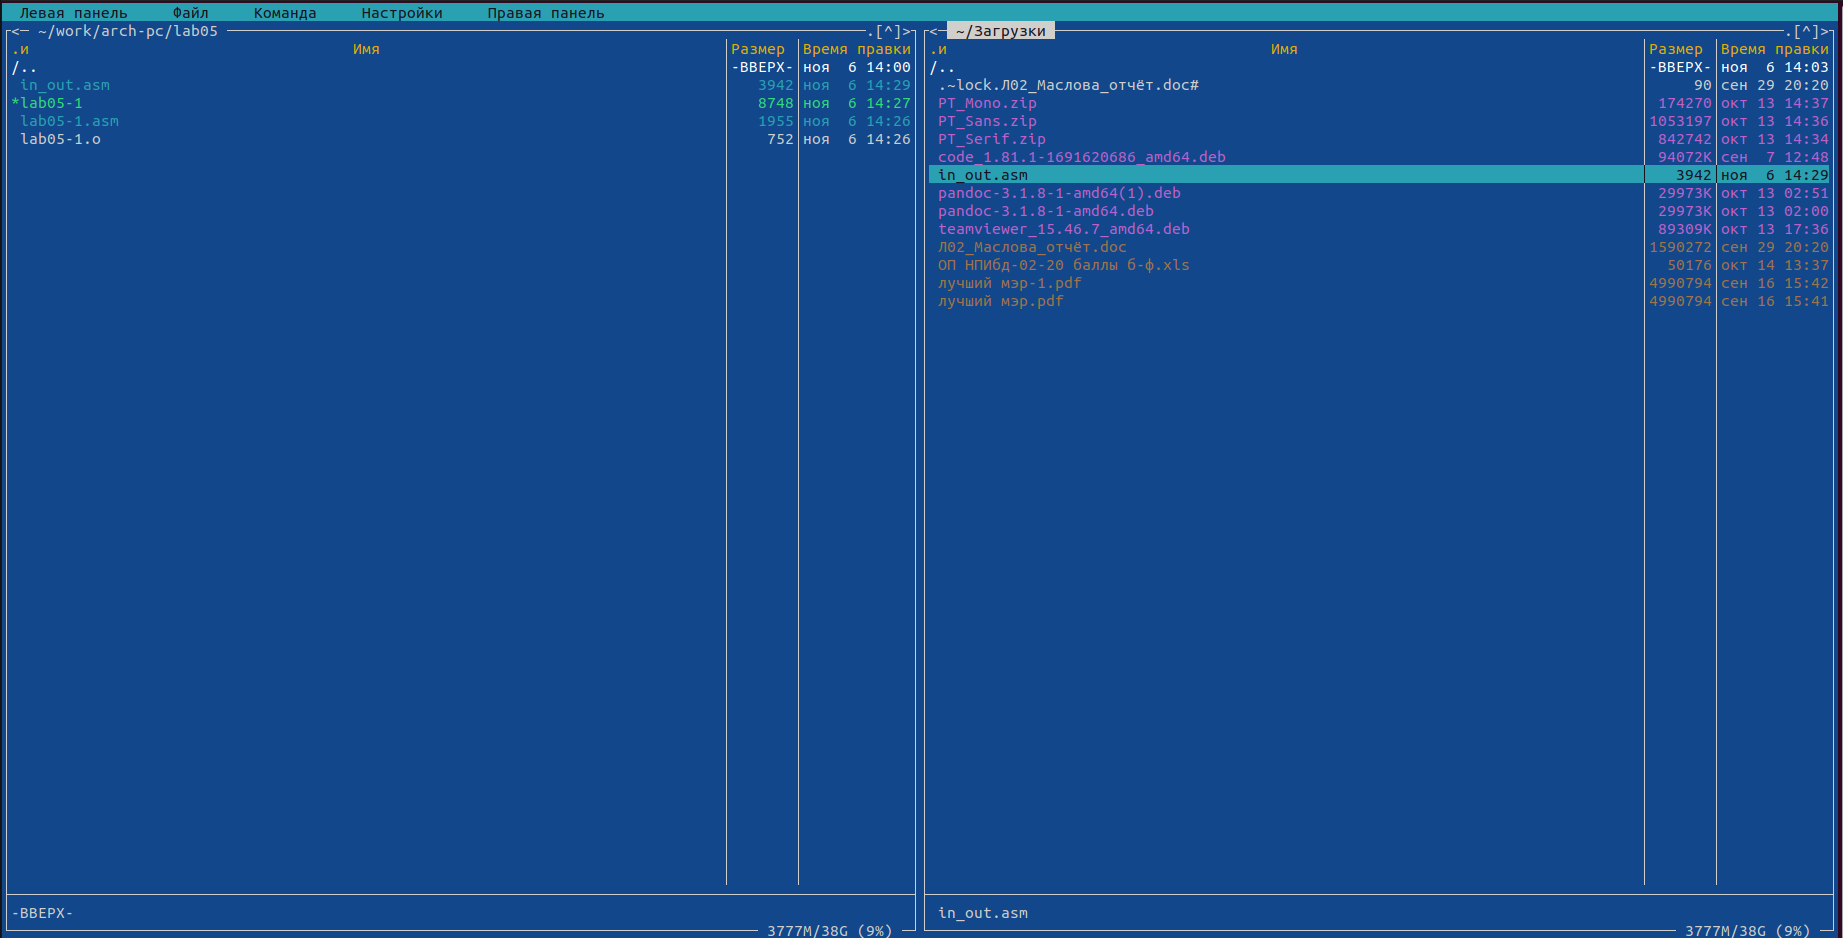 Левая панель     Файл     Команда     Настройки     Правая панель
<─ ~/work/arch-pc/lab05 ─.[^]>
.и Имя Размер Время правки
/.. -ВВЕРХ- ноя  6 14:00
in_out.asm 3942 ноя  6 14:29
*lab05-1 8748 ноя  6 14:27
lab05-1.asm 1955 ноя  6 14:26
lab05-1.o 752 ноя  6 14:26
-ВВЕРХ-
3777M/38G (9%)
<─ ~/Загрузки ─.[^]>
.и Имя Размер Время правки
/.. -ВВЕРХ- ноя  6 14:03
.~lock.Л02_Маслова_отчёт.doc# 90 сен 29 20:20
PT_Mono.zip 174270 окт 13 14:37
PT_Sans.zip 1053197 окт 13 14:36
PT_Serif.zip 842742 окт 13 14:34
code_1.81.1-1691620686_amd64.deb 94072K сен  7 12:48
in_out.asm 3942 ноя  6 14:29
pandoc-3.1.8-1-amd64(1).deb 29973K окт 13 02:51
pandoc-3.1.8-1-amd64.deb 29973K окт 13 02:00
teamviewer_15.46.7_amd64.deb 89309K окт 13 17:36
Л02_Маслова_отчёт.doc 1590272 сен 29 20:20
ОП НПИбд-02-20 баллы б-ф.xls 50176 окт 14 13:37
лучший мэр-1.pdf 4990794 сен 16 15:42
лучший мэр.pdf 4990794 сен 16 15:41
in_out.asm
3777M/38G (9%)